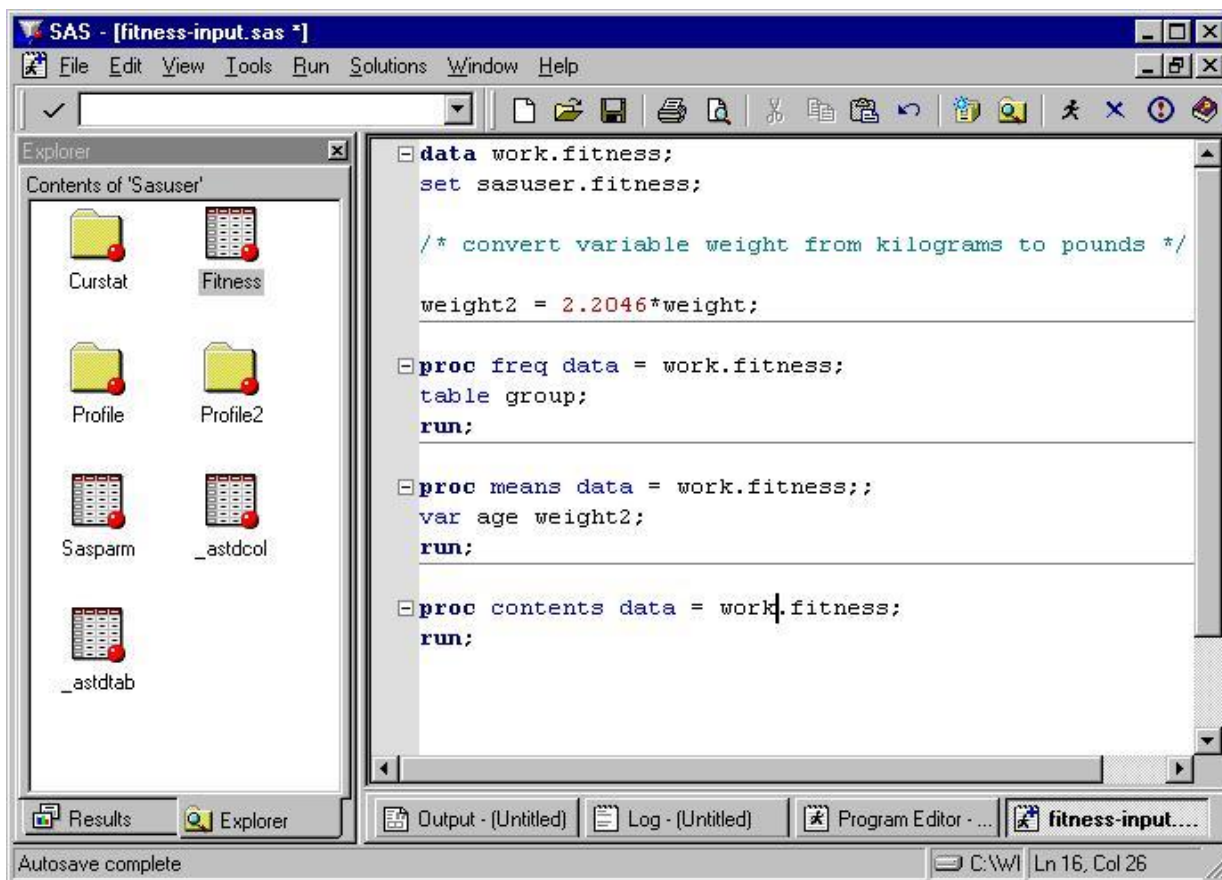 SAS - [fitness-input.sas *]
File Edit View Tools Run Solutions Window Help
Explorer
Contents of 'Sasuser'
Curstat
Fitness
Profile
Profile2
Sasparm
_astdcol
_astdtab
Results
Explorer
data work.fitness;
set sasuser.fitness;
/* convert variable weight from kilograms to pounds */
weight2 = 2.2046*weight;
proc freq data = work.fitness;
table group;
run;
proc means data = work.fitness;;
var age weight2;
run;
proc contents data = work.fitness;
run;
Output - (Untitled)
Log - (Untitled)
Program Editor - ...
fitness-input....
Autosave complete
C:\WI
Ln 16, Col 26